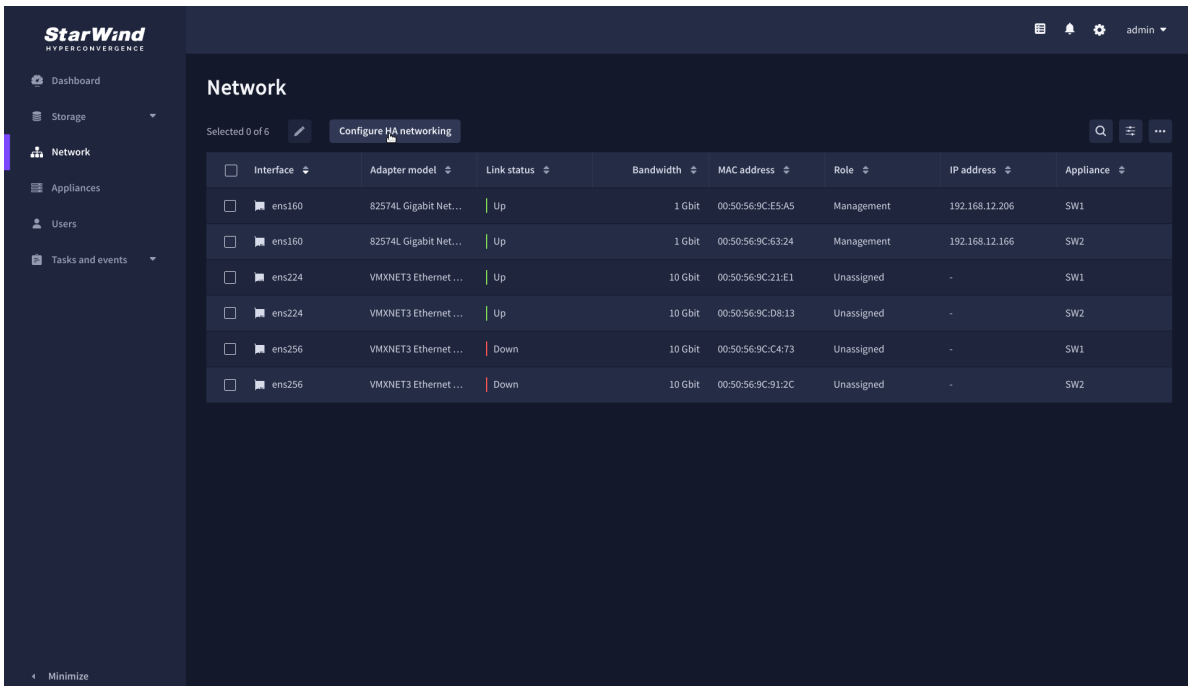 StarWind
HYPERCONVERGENCE
admin
Dashboard
Storage
Network
Appliances
Users
Tasks and events
Minimize
Network
Selected 0 of 6
Configure HA networking
Interface Adapter model Link status Bandwidth MAC address Role IP address Appliance
ens160 82574L Gigabit Net... Up 1 Gbit 00:50:56:9C:E5:A5 Management 192.168.12.206 SW1
ens160 82574L Gigabit Net... Up 1 Gbit 00:50:56:9C:63:24 Management 192.168.12.166 SW2
ens224 VMXNET3 Ethernet ... Up 10 Gbit 00:50:56:9C:21:E1 Unassigned - SW1
ens224 VMXNET3 Ethernet ... Up 10 Gbit 00:50:56:9C:D8:13 Unassigned - SW2
ens256 VMXNET3 Ethernet ... Down 10 Gbit 00:50:56:9C:C4:73 Unassigned - SW1
ens256 VMXNET3 Ethernet ... Down 10 Gbit 00:50:56:9C:91:2C Unassigned - SW2